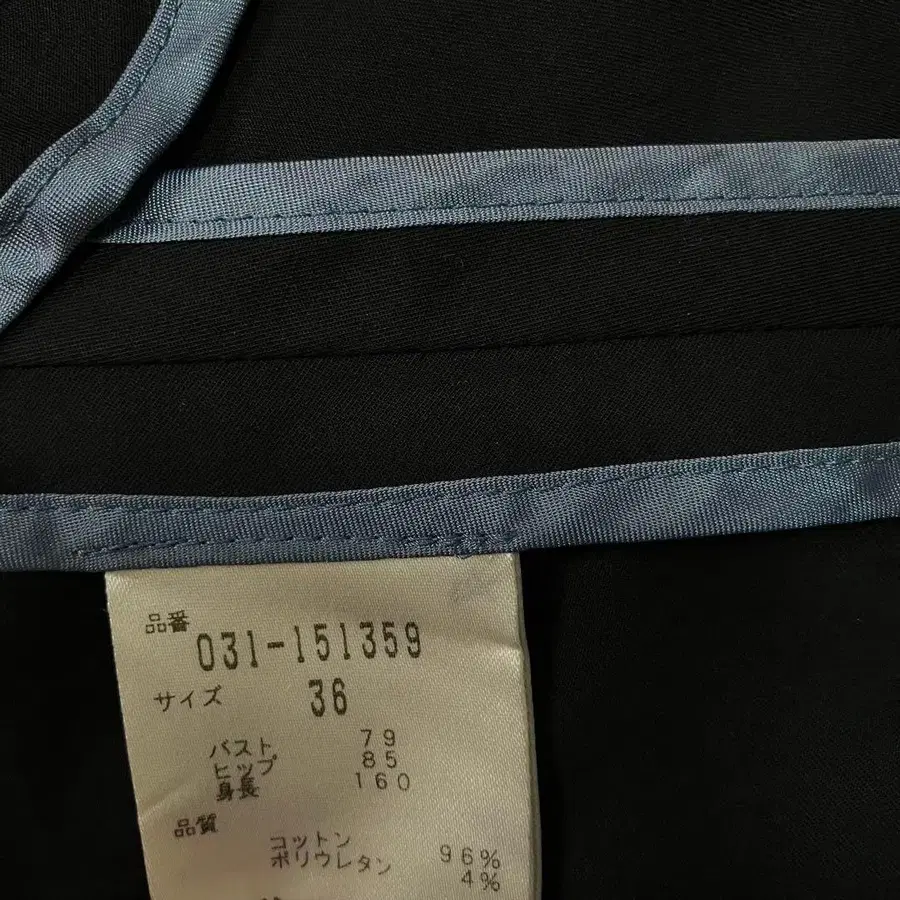 品番
031-151359
サイズ 36
バスト 79
ヒップ 85
身長 160
品質
コットン 96%
ポリウレタン 4%